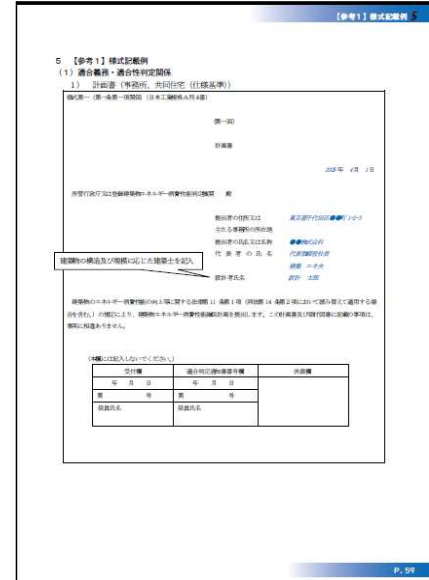 【参考1】様式記載例 5
5 【参考1】様式記載例
(1)適合義務・適合性判定関係
1) 計画書(事務所、共同住宅(仕様基準))
様式第一(第一条第一項関係)(日本工業規格A列4番)
(第一面)
計画書
2025年 4月 1日
所管行政庁又は登録建築物エネルギー消費性能判定機関 殿
提出者の住所又は 東京都千代田区●●町1-2-3
主たる事務所の所在地
提出者の氏名又は名称 ●●株式会社
代表者の氏名 代表取締役社長
建築物の構造及び規模に応じた建築士を記入
設計者氏名 設計 太郎
建築物のエネルギー消費性能の向上等に関する法律第11条第1項(同法第14条第2項において読み替えて適用する場
合を含む。)の規定により、建築物エネルギー消費性能確保計画を提出します。この計画書及び添付図書に記載の事項は、
事実に相違ありません。
(本欄には記入しないでください。)
受付欄 適合判定通知書番号欄 決裁欄
年 月 日 年 月 日
第 号 第 号
係員氏名 係員氏名
P.59